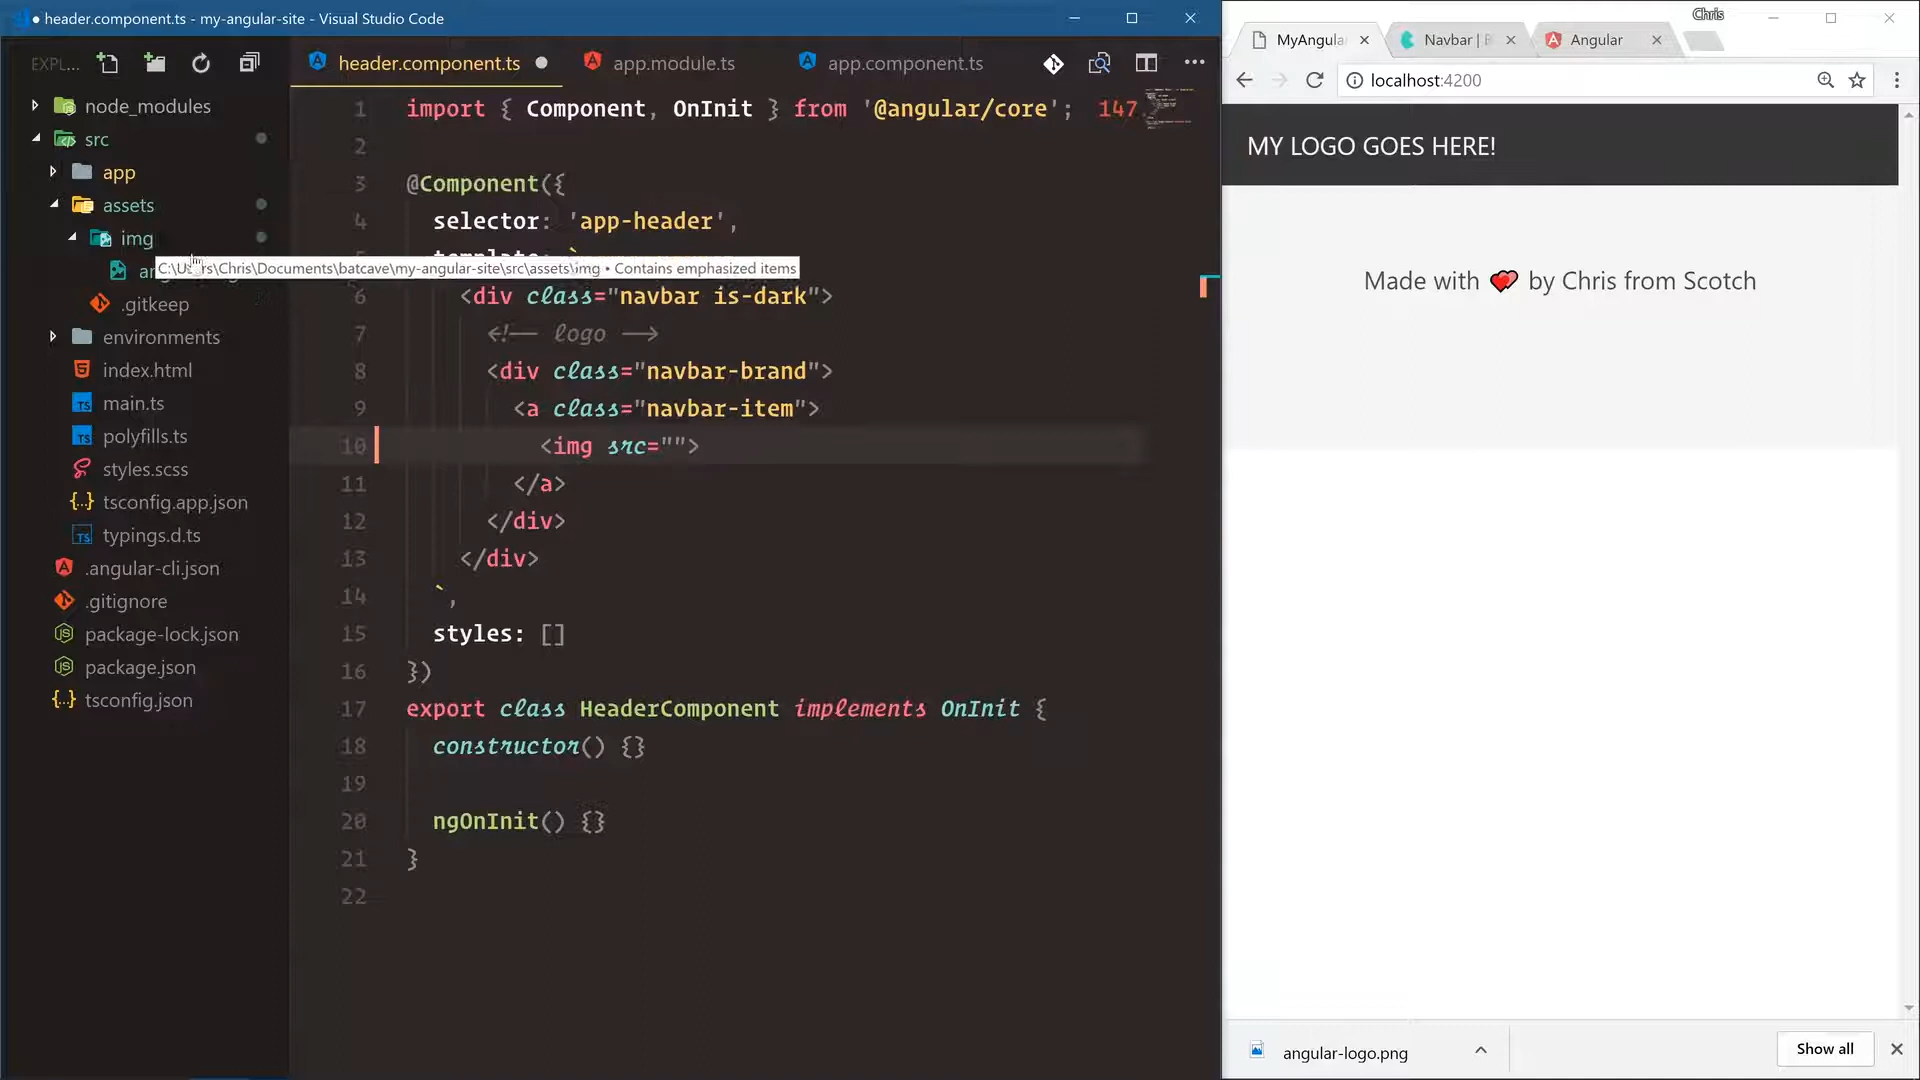 ● header.component.ts - my-angular-site - Visual Studio Code
EXPL...
node_modules
src
app
assets
img
C:\Users\Chris\Documents\batcave\my-angular-site\src\assets\img • Contains emphasized items
.gitkeep
environments
index.html
main.ts
polyfills.ts
styles.scss
tsconfig.app.json
typings.d.ts
.angular-cli.json
.gitignore
package-lock.json
package.json
tsconfig.json
header.component.ts
app.module.ts
app.component.ts
1 import { Component, OnInit } from '@angular/core'; 147
2
3 @Component({
4 selector: 'app-header',
template: `
6 <div class="navbar is-dark">
7 <!-- logo -->
8 <div class="navbar-brand">
9 <a class="navbar-item">
10 <img src="">
11 </a>
12 </div>
13 </div>
14 `,
15 styles: []
16 })
17 export class HeaderComponent implements OnInit {
18 constructor() {}
19
20 ngOnInit() {}
21 }
22
Chris
MyAngula
Navbar | B
Angular
localhost:4200
MY LOGO GOES HERE!
Made with ❤ by Chris from Scotch
angular-logo.png
Show all